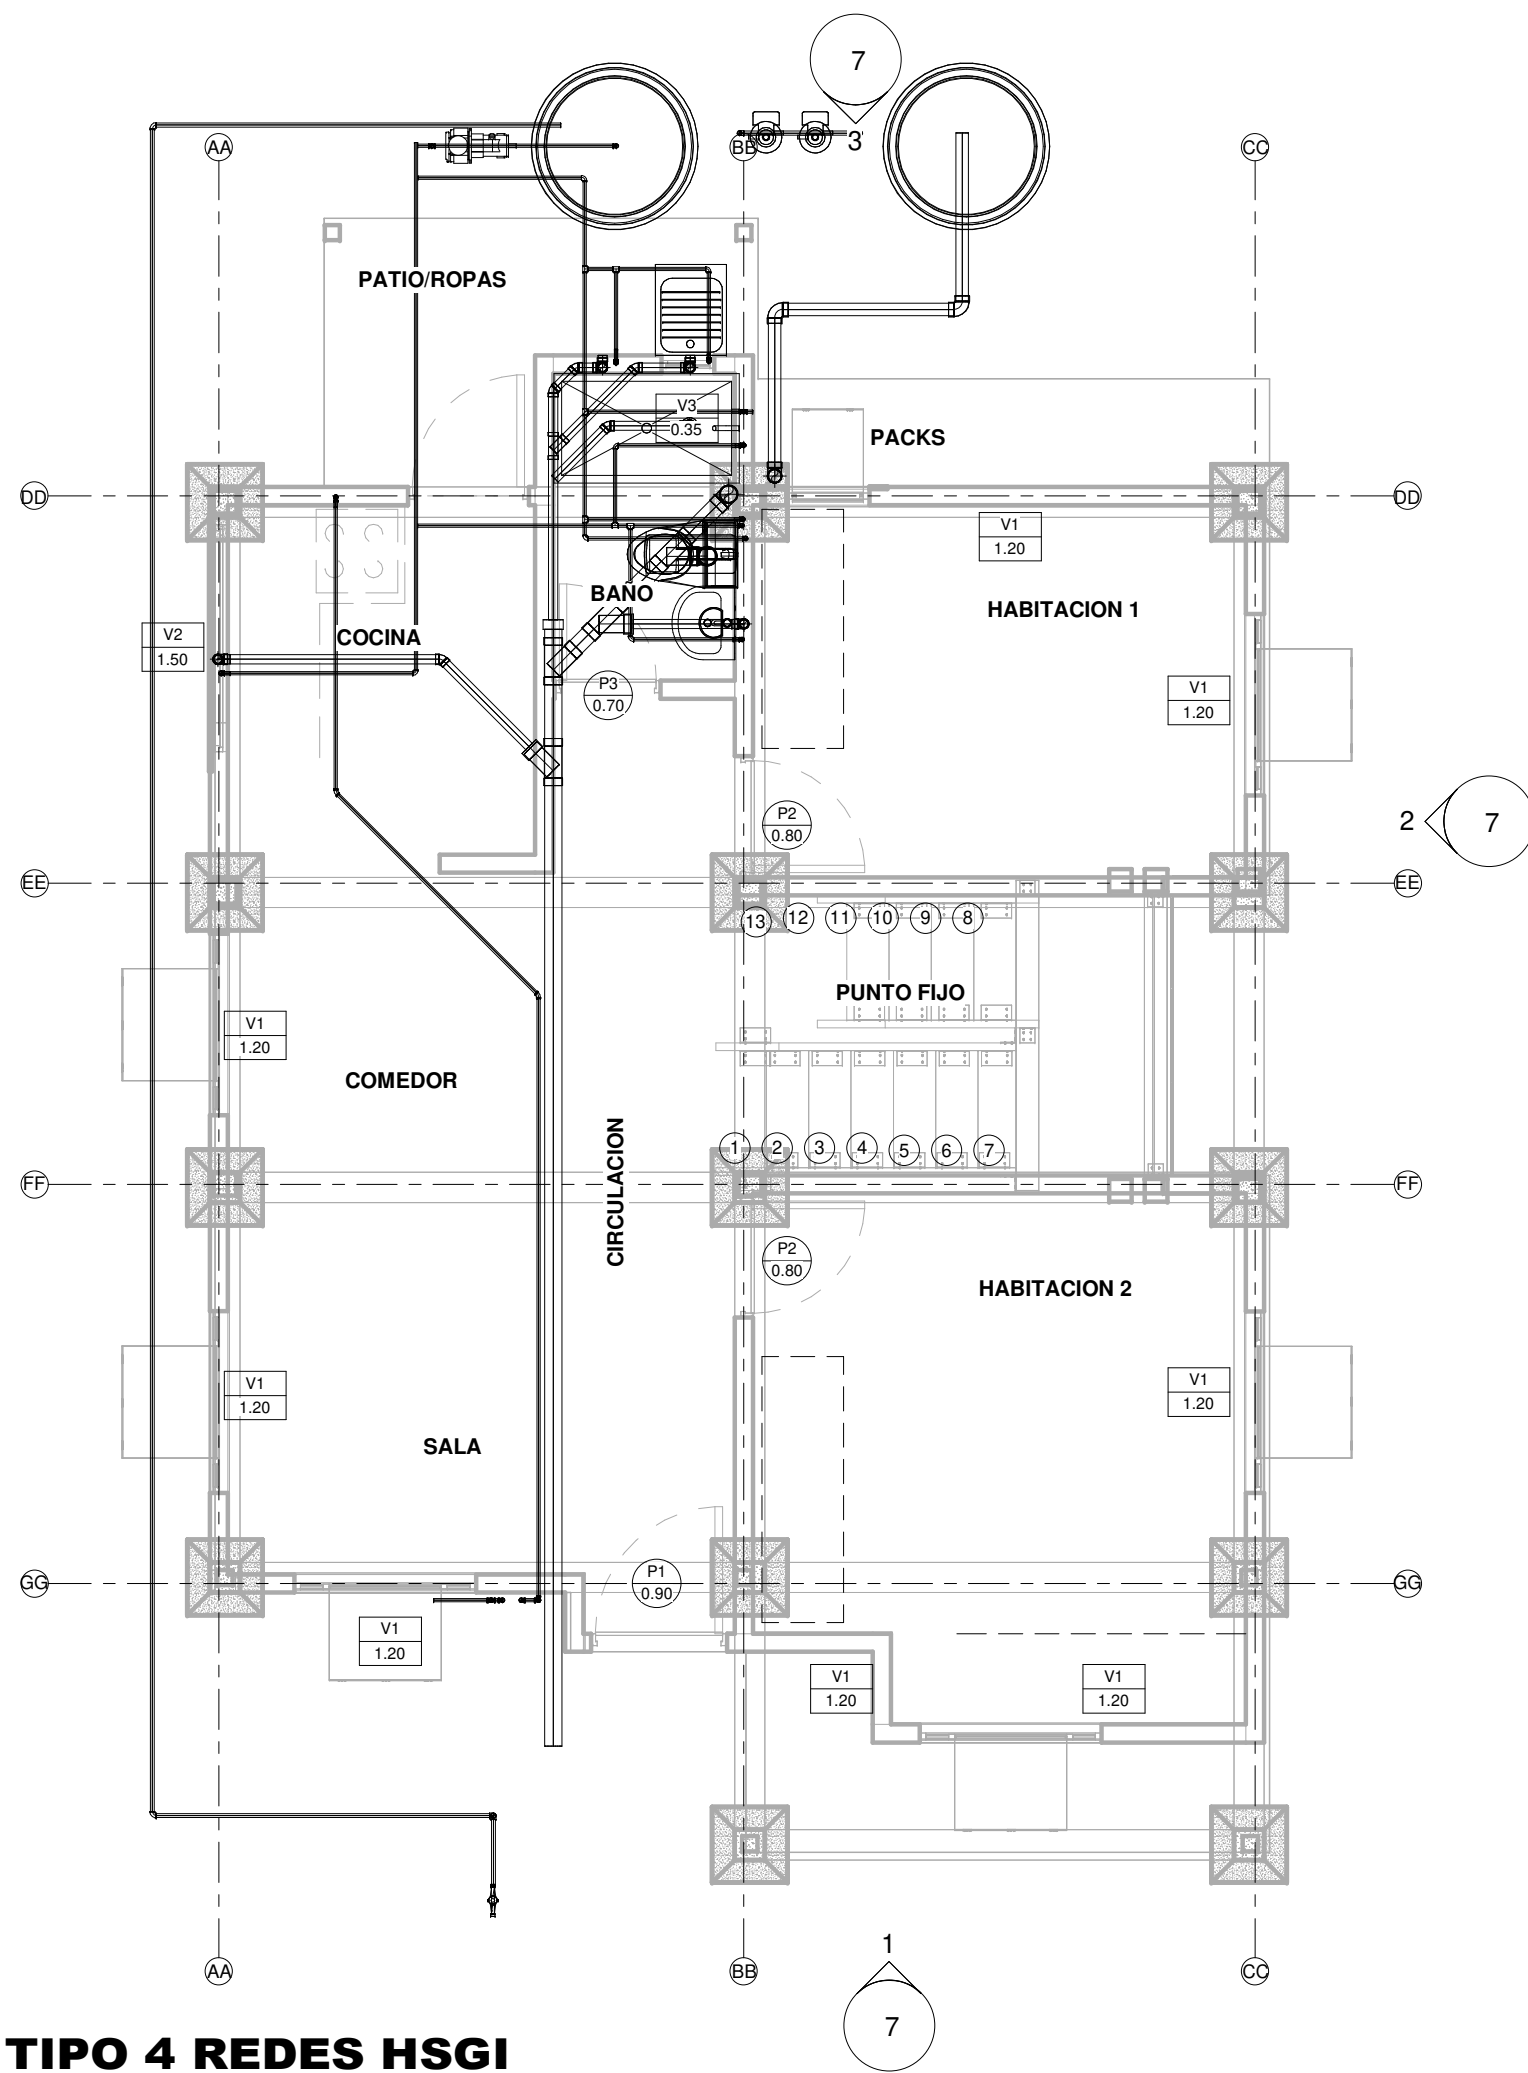 7
3
AA
BB
CC
PATIO/ROPAS
V3
0.35
PACKS
DD
DD
V1
1.20
BAÑO
HABITACION 1
COCINA
V2
1.50
P3
0.70
V1
1.20
P2
0.80
2
7
EE
EE
13
12
11
10
9
8
PUNTO FIJO
V1
1.20
COMEDOR
CIRCULACION
1
2
3
4
5
6
7
FF
FF
P2
0.80
HABITACION 2
V1
1.20
V1
1.20
SALA
GG
P1
0.90
GG
V1
1.20
V1
1.20
V1
1.20
1
7
AA
BB
CC
TIPO 4 REDES HSGI